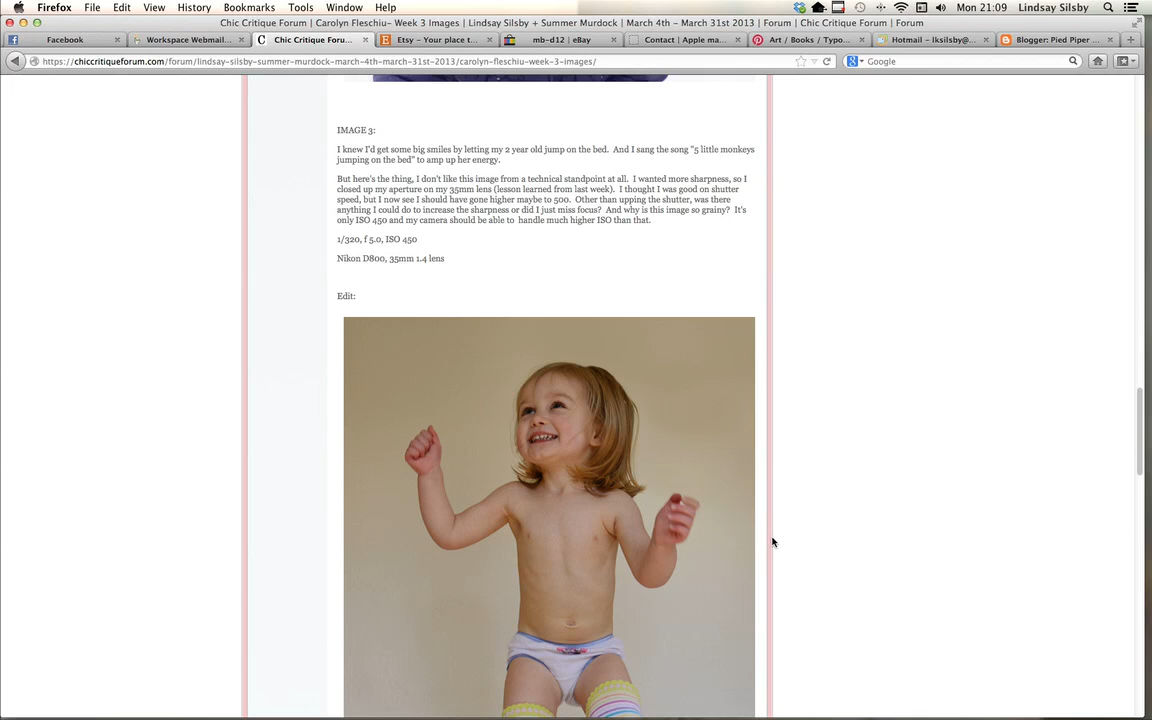 Firefox File Edit View History Bookmarks Tools Window Help Mon 21:09 Lindsay Silsby
Chic Critique Forum | Carolyn Fleschiu- Week 3 Images | Lindsay Silsby + Summer Murdock | March 4th – March 31st 2013 | Forum | Chic Critique Forum | Forum
Facebook Workspace Webmail... Chic Critique Foru... Etsy – Your place t... mb-d12 | eBay Contact | Apple ma... Art / Books / Typo... Hotmail – lksilsby@... Blogger: Pied Piper ...
https://chiccritiqueforum.com/forum/lindsay-silsby-summer-murdock-march-4th-march-31st-2013/carolyn-fleschiu-week-3-images/ Google
IMAGE 3:
I knew I'd get some big smiles by letting my 2 year old jump on the bed. And I sang the song "5 little monkeys
jumping on the bed" to amp up her energy.
But here's the thing, I don't like this image from a technical standpoint at all. I wanted more sharpness, so I
closed up my aperture on my 35mm lens (lesson learned from last week). I thought I was good on shutter
speed, but I now see I should have gone higher maybe to 500. Other than upping the shutter, was there
anything I could do to increase the sharpness or did I just miss focus? And why is this image so grainy? It's
only ISO 450 and my camera should be able to handle much higher ISO than that.
1/320, f 5.0, ISO 450
Nikon D800, 35mm 1.4 lens
Edit: